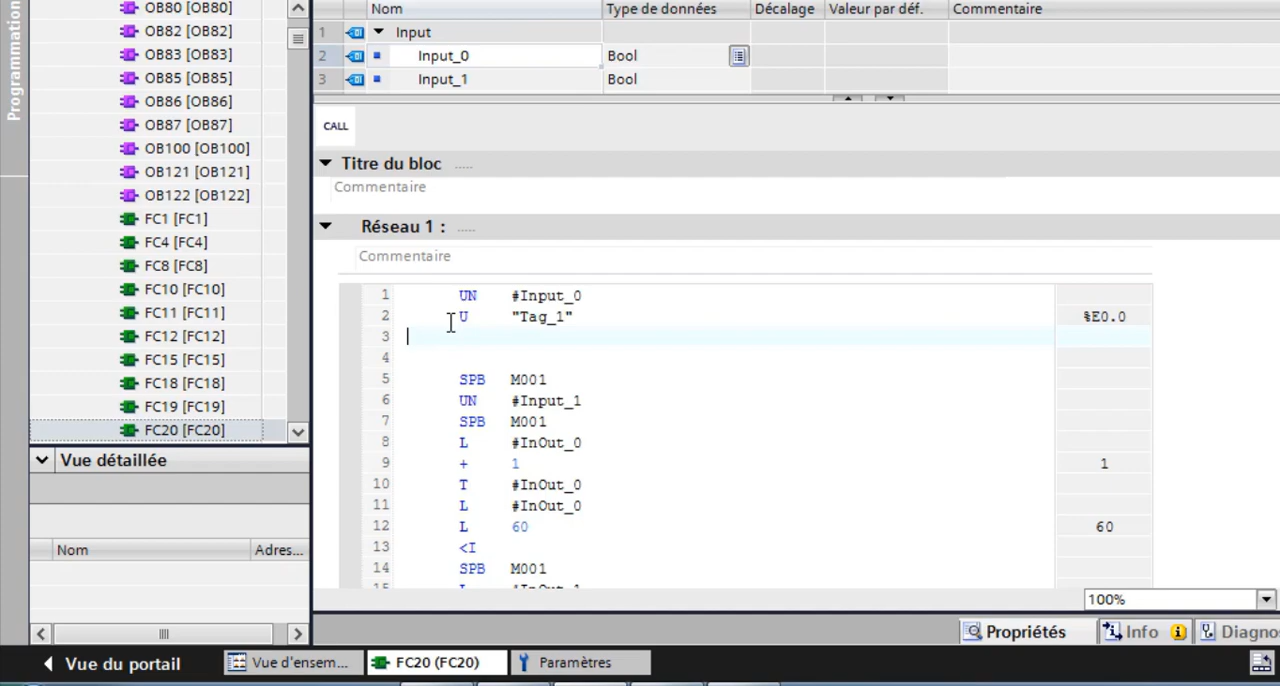 Programmation
OB80 [OB80]
OB82 [OB82]
OB83 [OB83]
OB85 [OB85]
OB86 [OB86]
OB87 [OB87]
OB100 [OB100]
OB121 [OB121]
OB122 [OB122]
FC1 [FC1]
FC4 [FC4]
FC8 [FC8]
FC10 [FC10]
FC11 [FC11]
FC12 [FC12]
FC15 [FC15]
FC18 [FC18]
FC19 [FC19]
FC20 [FC20]
Vue détaillée
Nom Adres...
Nom Type de données Décalage Valeur par déf. Commentaire
1 Input
2 Input_0 Bool
3 Input_1 Bool
CALL
Titre du bloc .....
Commentaire
Réseau 1 : .....
Commentaire
1 UN #Input_0
2 U "Tag_1" %E0.0
3
4
5 SPB M001
6 UN #Input_1
7 SPB M001
8 L #InOut_0
9 + 1 1
10 T #InOut_0
11 L #InOut_0
12 L 60 60
13 <I
14 SPB M001
15 L #InOut_1
100%
Propriétés Info Diagno
Vue du portail Vue d'ensem... FC20 (FC20) Paramètres